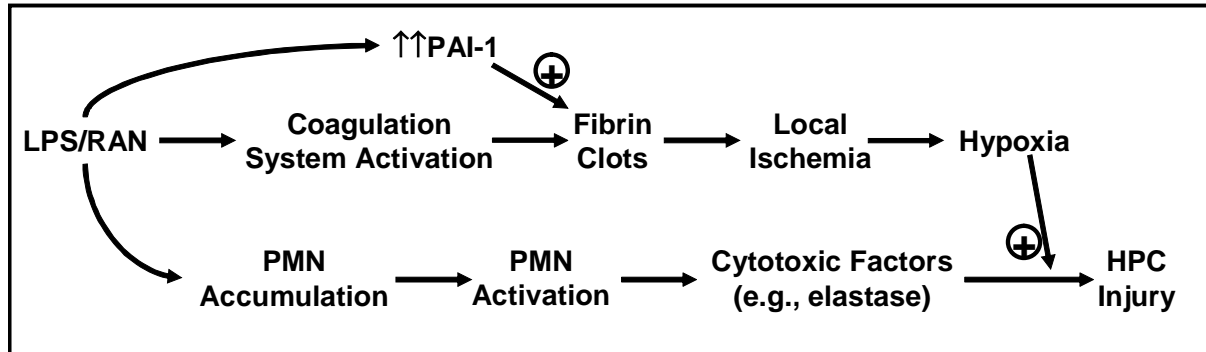 ↑↑PAI-1
+
LPS/RAN
Coagulation
System Activation
Fibrin
Clots
Local
Ischemia
Hypoxia
+
PMN
Accumulation
PMN
Activation
Cytotoxic Factors
(e.g., elastase)
HPC
Injury